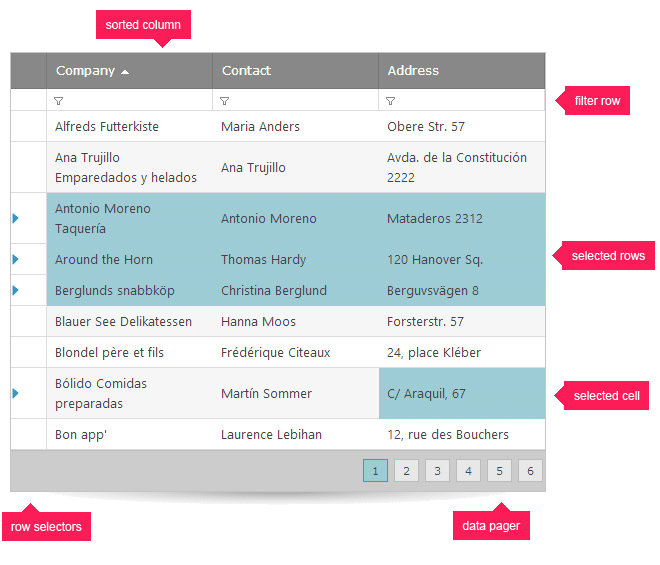 sorted column
Company Contact Address
filter row
Alfreds Futterkiste Maria Anders Obere Str. 57
Ana Trujillo
Emparedados y helados Ana Trujillo Avda. de la Constitución
2222
Antonio Moreno
Taquería Antonio Moreno Mataderos 2312
Around the Horn Thomas Hardy 120 Hanover Sq.
selected rows
Berglunds snabbköp Christina Berglund Berguvsvägen 8
Blauer See Delikatessen Hanna Moos Forsterstr. 57
Blondel père et fils Frédérique Citeaux 24, place Kléber
Bólido Comidas
preparadas Martín Sommer C/ Araquil, 67
selected cell
Bon app' Laurence Lebihan 12, rue des Bouchers
1 2 3 4 5 6
row selectors
data pager